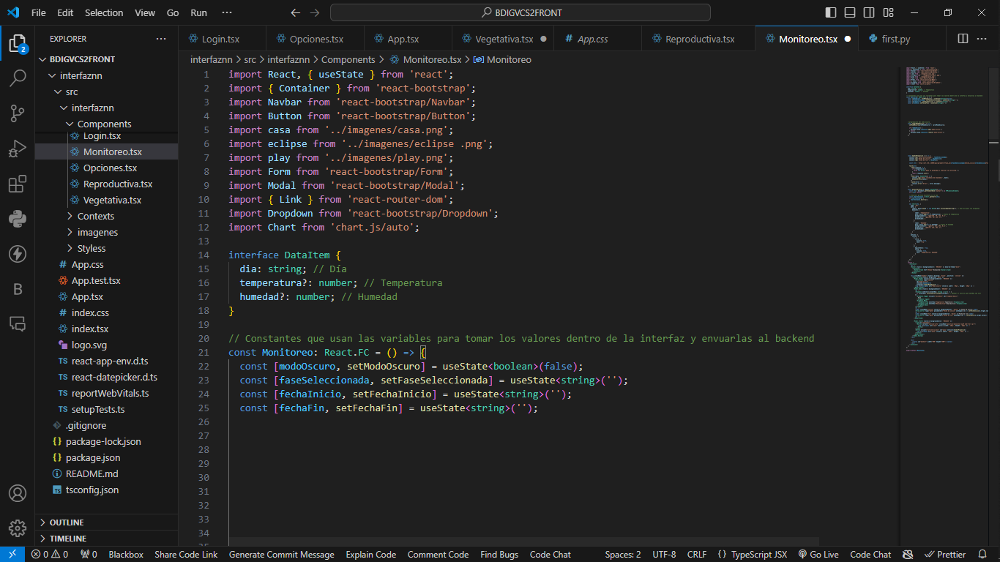 File Edit Selection View Go Run ···
BDIGVCS2FRONT
EXPLORER ···
2
BDIGVCS2FRONT
interfaznn
src
interfaznn
Components
Login.tsx
Monitoreo.tsx
Opciones.tsx
Reproductiva.tsx
Vegetativa.tsx
Contexts
imagenes
Styless
App.css
App.test.tsx
App.tsx
index.css
index.tsx
logo.svg
react-app-env.d.ts
react-datepicker.d.ts
reportWebVitals.ts
setupTests.ts
.gitignore
package-lock.json
package.json
README.md
tsconfig.json
OUTLINE
TIMELINE
Login.tsx Opciones.tsx App.tsx Vegetativa.tsx App.css Reproductiva.tsx Monitoreo.tsx first.py
interfaznn > src > interfaznn > Components > Monitoreo.tsx > Monitoreo
1 import React, { useState } from 'react';
2 import { Container } from 'react-bootstrap';
3 import Navbar from 'react-bootstrap/Navbar';
4 import Button from 'react-bootstrap/Button';
5 import casa from '../imagenes/casa.png';
6 import eclipse from '../imagenes/eclipse .png';
7 import play from '../imagenes/play.png';
8 import Form from 'react-bootstrap/Form';
9 import Modal from 'react-bootstrap/Modal';
10 import { Link } from 'react-router-dom';
11 import Dropdown from 'react-bootstrap/Dropdown';
12 import Chart from 'chart.js/auto';
13
14 interface DataItem {
15 dia: string; // Día
16 temperatura?: number; // Temperatura
17 humedad?: number; // Humedad
18 }
19
20 // Constantes que usan las variables para tomar los valores dentro de la interfaz y envuarlas al backend
21 const Monitoreo: React.FC = () => {
22 const [modoOscuro, setModoOscuro] = useState<boolean>(false);
23 const [faseSeleccionada, setFaseSeleccionada] = useState<string>('');
24 const [fechaInicio, setFechaInicio] = useState<string>('');
25 const [fechaFin, setFechaFin] = useState<string>('');
26
27
28
29
30
31
32
33
34
0 0 0 Blackbox Share Code Link Generate Commit Message Explain Code Comment Code Find Bugs Code Chat Spaces: 2 UTF-8 CRLF {} TypeScript JSX Go Live Code Chat Prettier